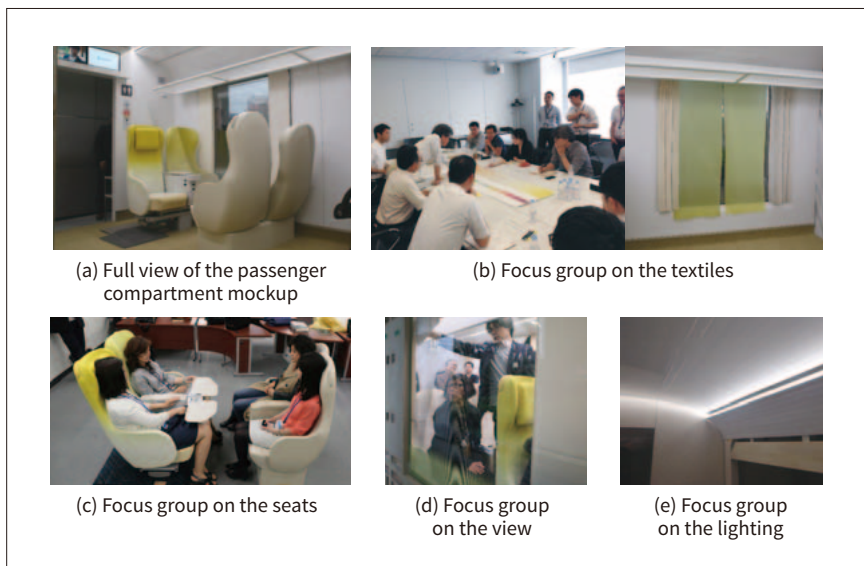 (a) Full view of the passenger
compartment mockup
(b) Focus group on the textiles
(c) Focus group on the seats
(d) Focus group
on the view
(e) Focus group
on the lighting